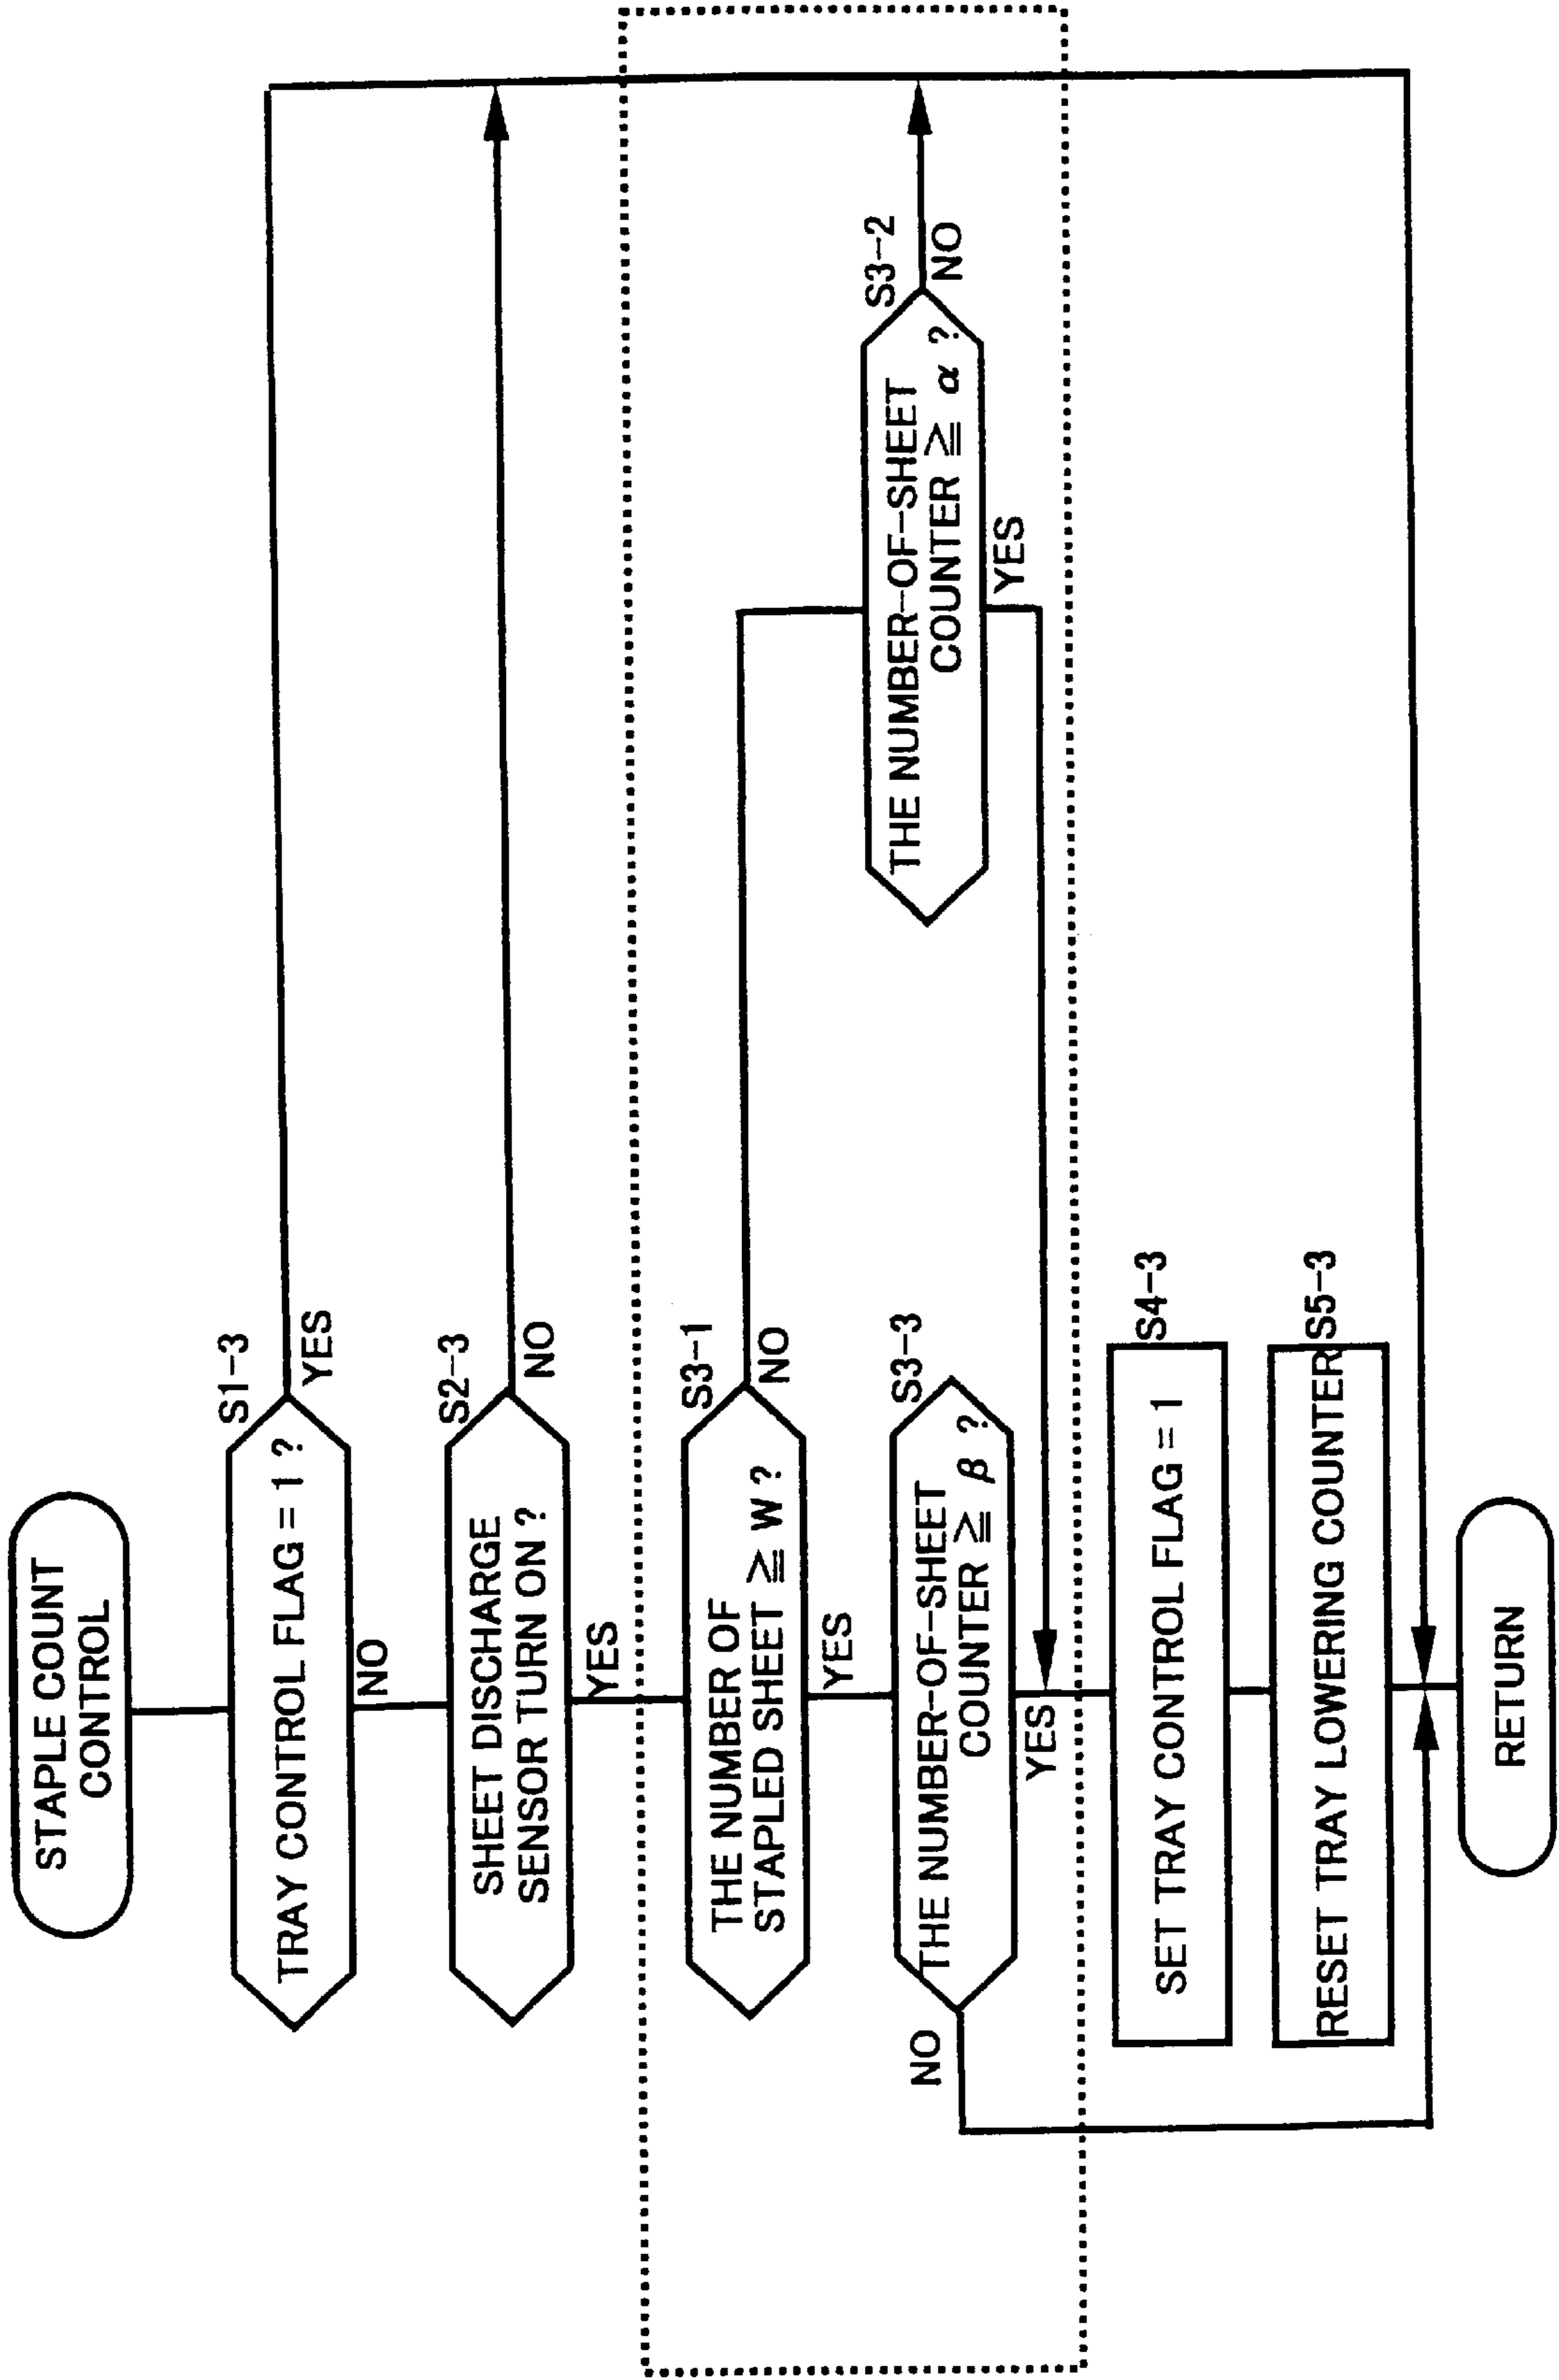 STAPLE COUNT
CONTROL
S1-3
TRAY CONTROL FLAG = 1 ?
YES
NO
S2-3
SHEET DISCHARGE
SENSOR TURN ON ?
NO
YES
S3-1
THE NUMBER OF
STAPLED SHEET ≧ W ?
NO
YES
S3-2
THE NUMBER-OF-SHEET
COUNTER ≧ α ?
NO
YES
S3-3
THE NUMBER-OF-SHEET
COUNTER ≧ β ?
NO
YES
S4-3
SET TRAY CONTROL FLAG = 1
S5-3
RESET TRAY LOWERING COUNTER
RETURN